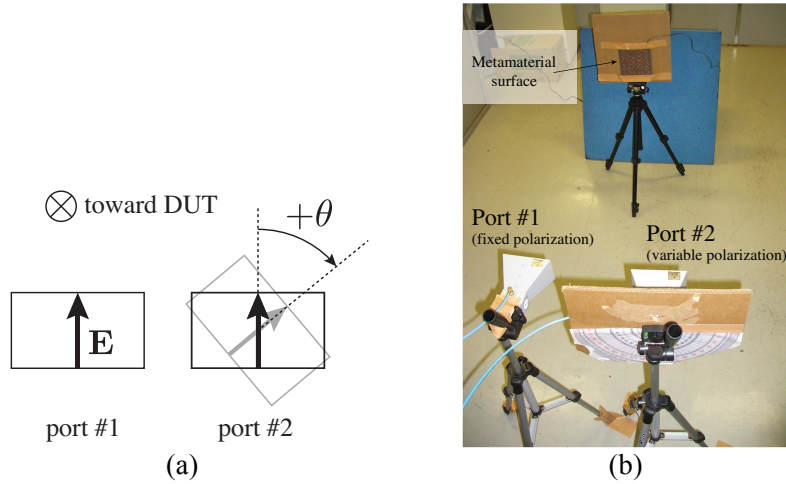 ⊗ toward DUT
+θ
E
port #1
port #2
(a)
Metamaterial
surface
Port #1
(fixed polarization)
Port #2
(variable polarization)
(b)